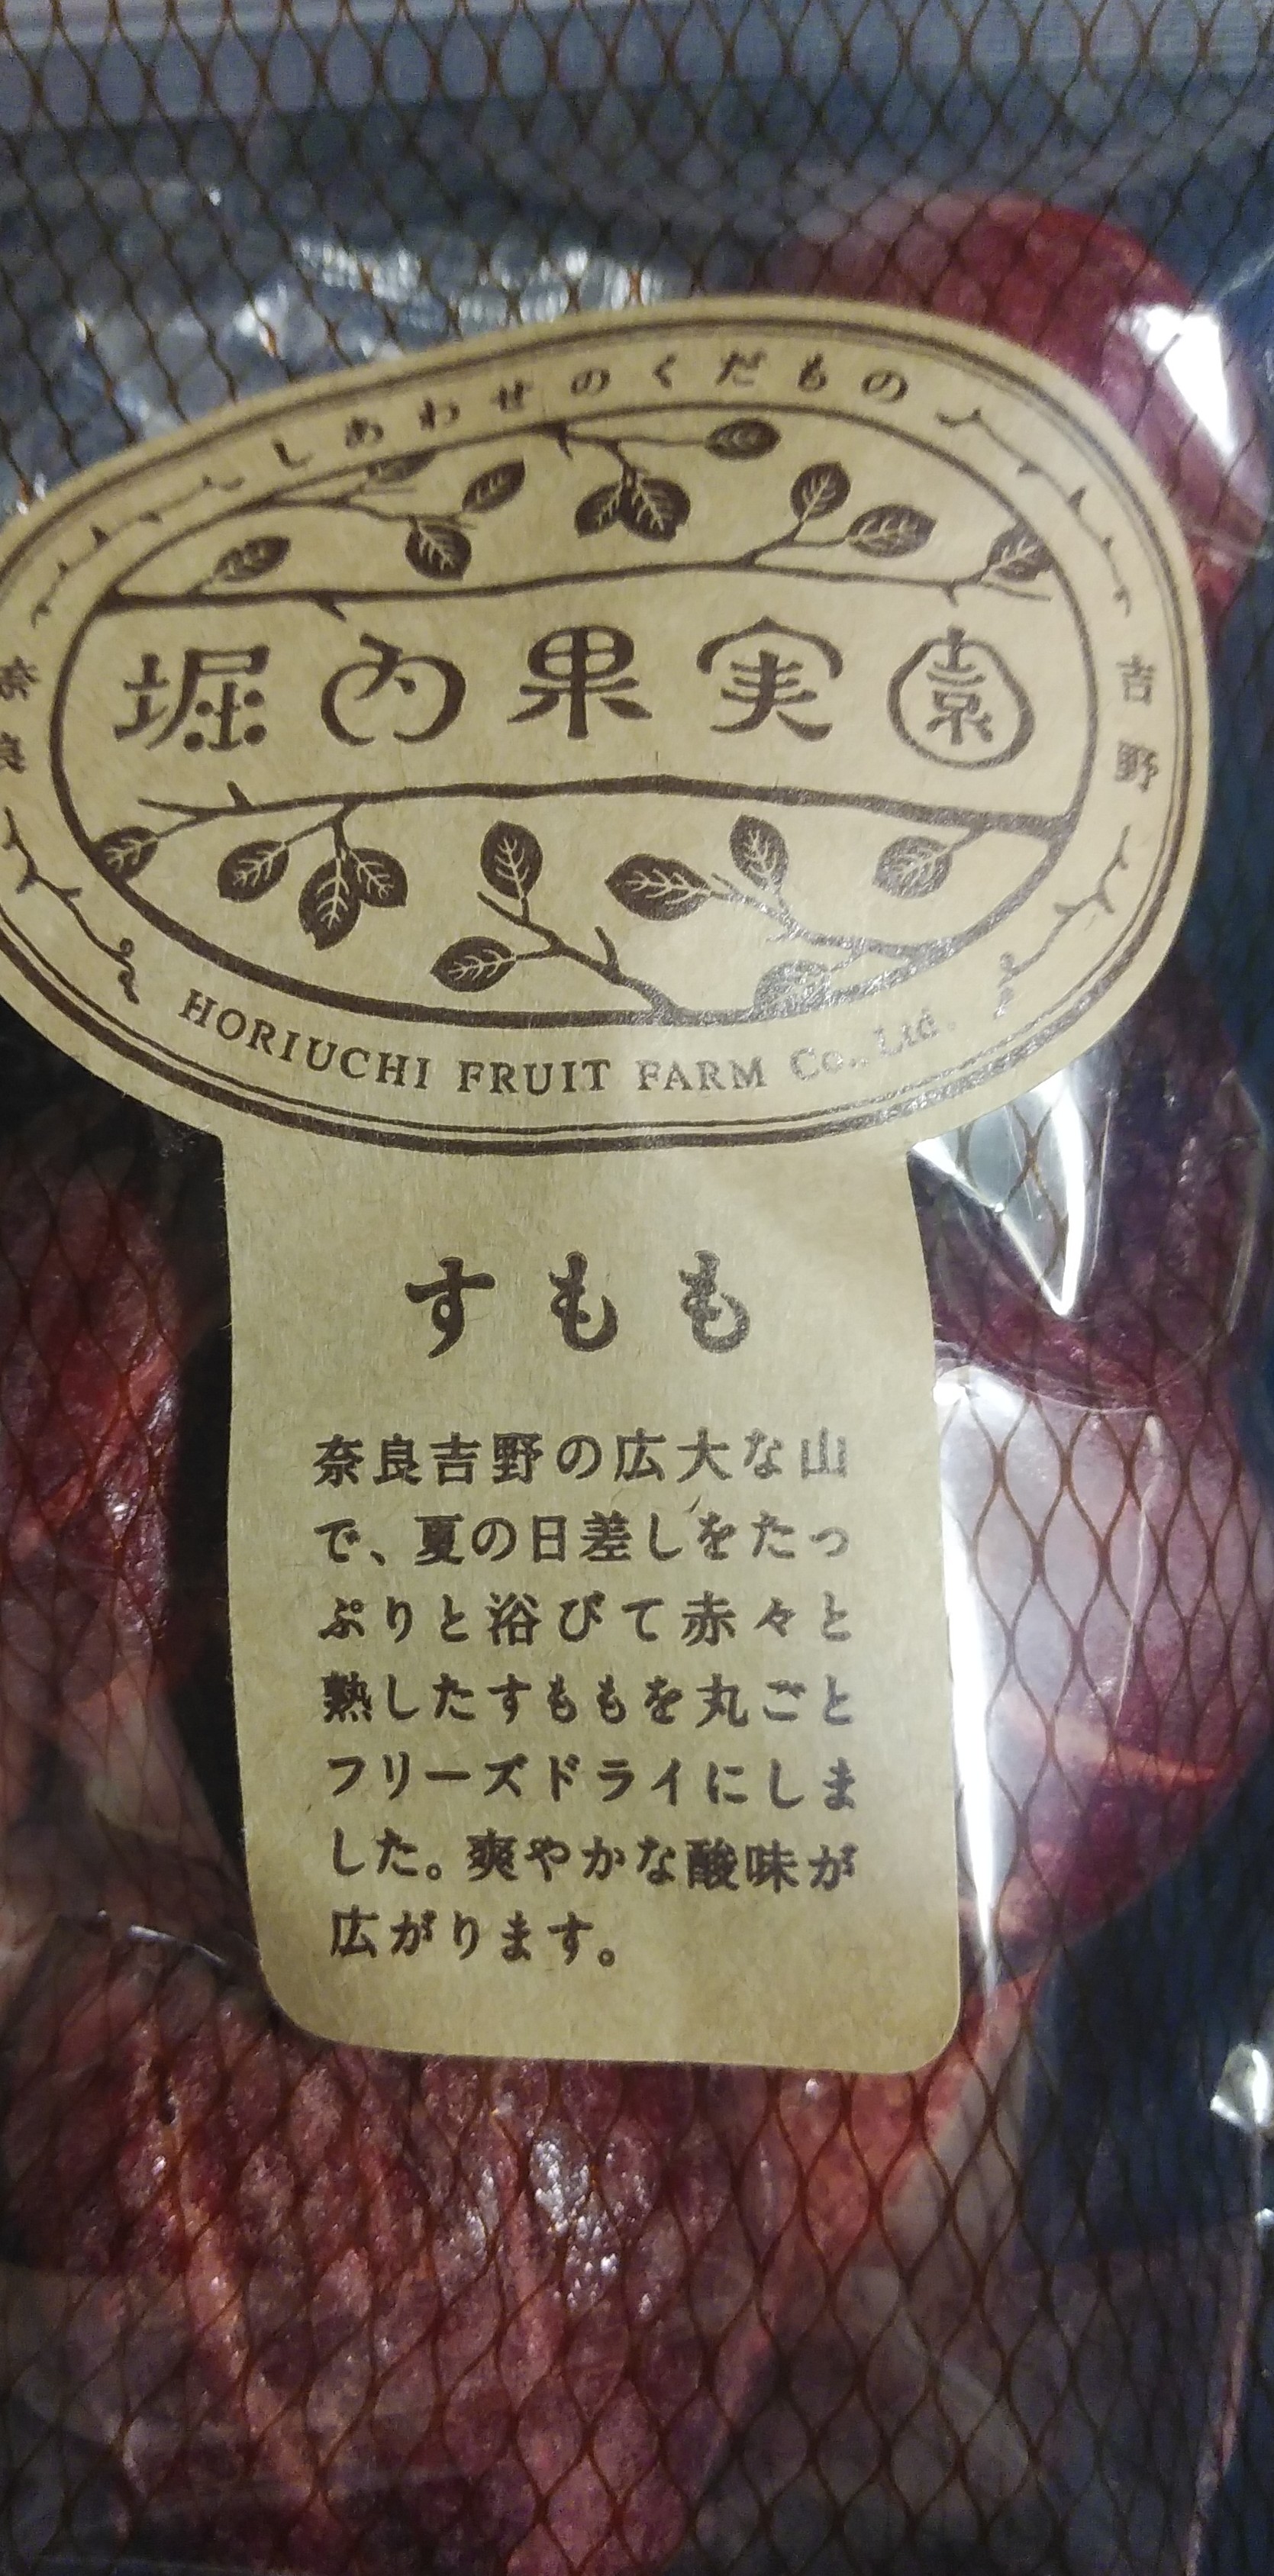 しあわせのくだもの
奈良
堀内果実園
吉野
HORIUCHI FRUIT FARM Co., Ltd.
すもも
奈良吉野の広大な山
で、夏の日差しをたっ
ぷりと浴びて赤々と
熟したすももを丸ごと
フリーズドライにしま
した。爽やかな酸味が
広がります。